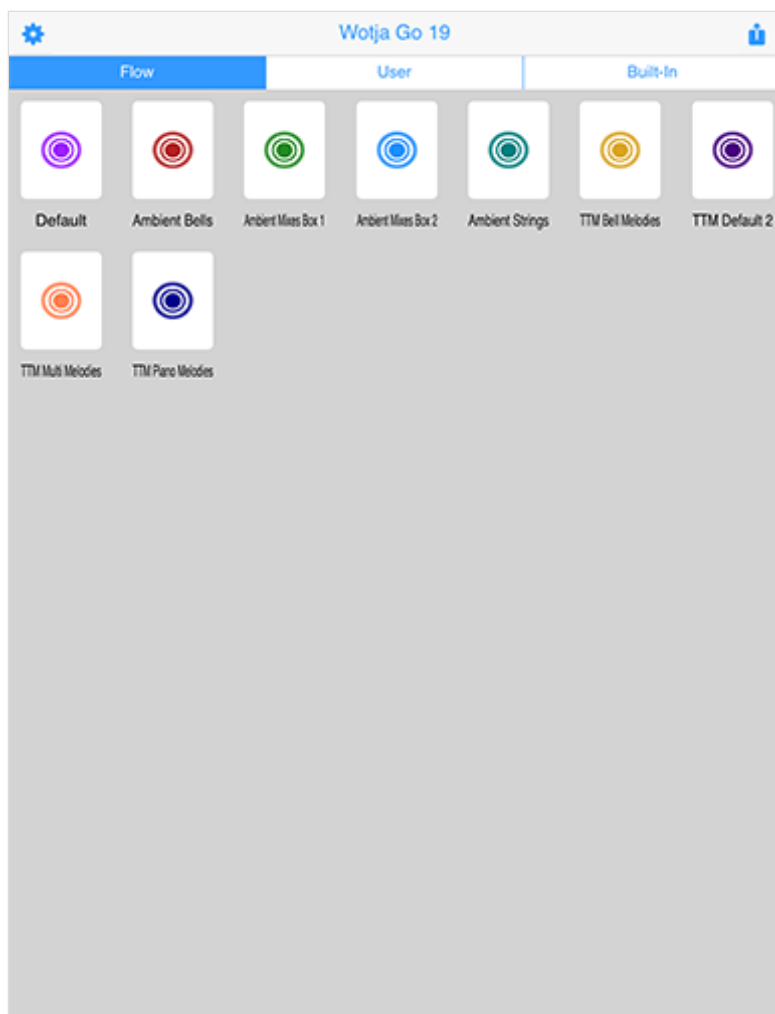 Wotja Go 19
Flow User Built-In
Default Ambient Bells Ambient Mixes Box 1 Ambient Mixes Box 2 Ambient Strings TTM Bell Melodies TTM Default 2
TTM Multi Melodies TTM Piano Melodies